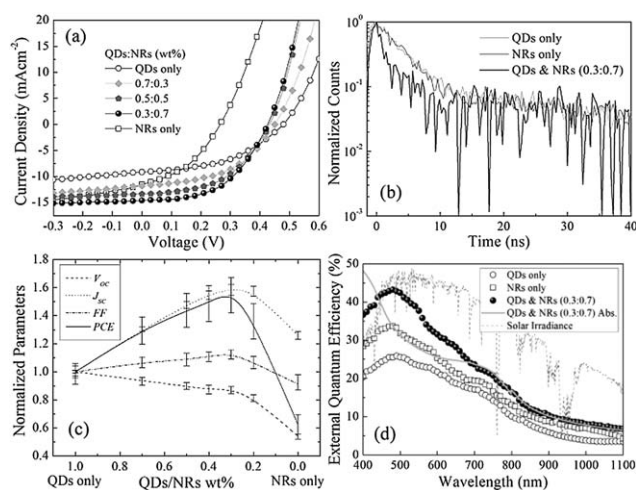 (a)
QDs:NRs (wt%)
QDs only
0.7:0.3
0.5:0.5
0.3:0.7
NRs only
Current Density (mAcm-2)
20
15
10
5
0
-5
-10
-15
-0.3 -0.2 -0.1 0.0 0.1 0.2 0.3 0.4 0.5 0.6
Voltage (V)
QDs only
NRs only
QDs & NRs (0.3:0.7)
(b)
Normalized Counts
10^0
10^-1
10^-2
10^-3
0 10 20 30 40
Time (ns)
V_oc
J_sc
FF
PCE
(c)
Normalized Parameters
1.8
1.6
1.4
1.2
1.0
0.8
0.6
0.4
1.0 0.8 0.6 0.4 0.2 0.0
QDs only QDs/NRs wt% NRs only
QDs only
NRs only
QDs & NRs (0.3:0.7)
QDs & NRs (0.3:0.7) Abs.
Solar Irradiance
(d)
External Quantum Efficiency (%)
50
40
30
20
10
0
400 500 600 700 800 900 1000 1100
Wavelength (nm)